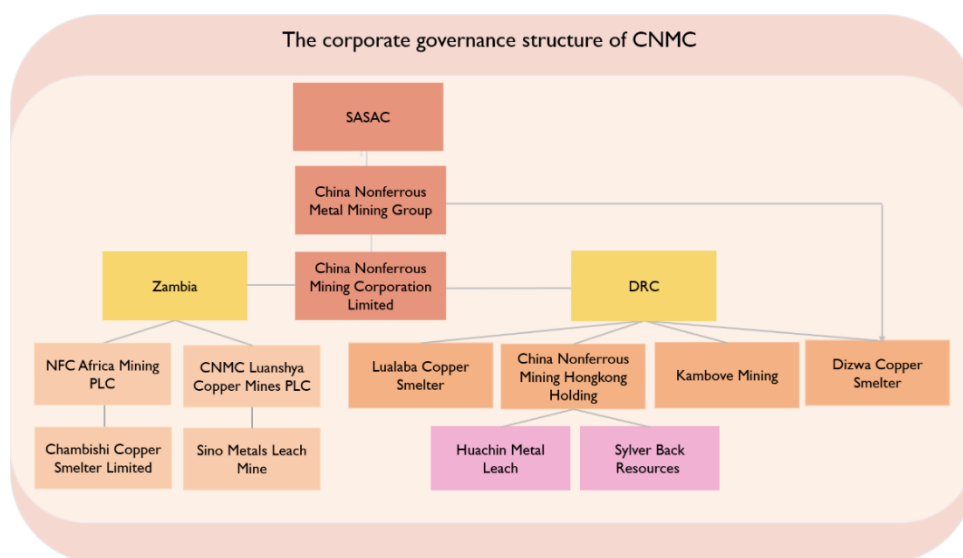 The corporate governance structure of CNMC
SASAC
China Nonferrous
Metal Mining Group
Zambia
China Nonferrous
Mining Corporation
Limited
DRC
NFC Africa Mining
PLC
CNMC Luanshya
Copper Mines PLC
Lualaba Copper
Smelter
China Nonferrous
Mining Hongkong
Holding
Kambove Mining
Dizwa Copper
Smelter
Chambishi Copper
Smelter Limited
Sino Metals Leach
Mine
Huachin Metal
Leach
Sylver Back
Resources